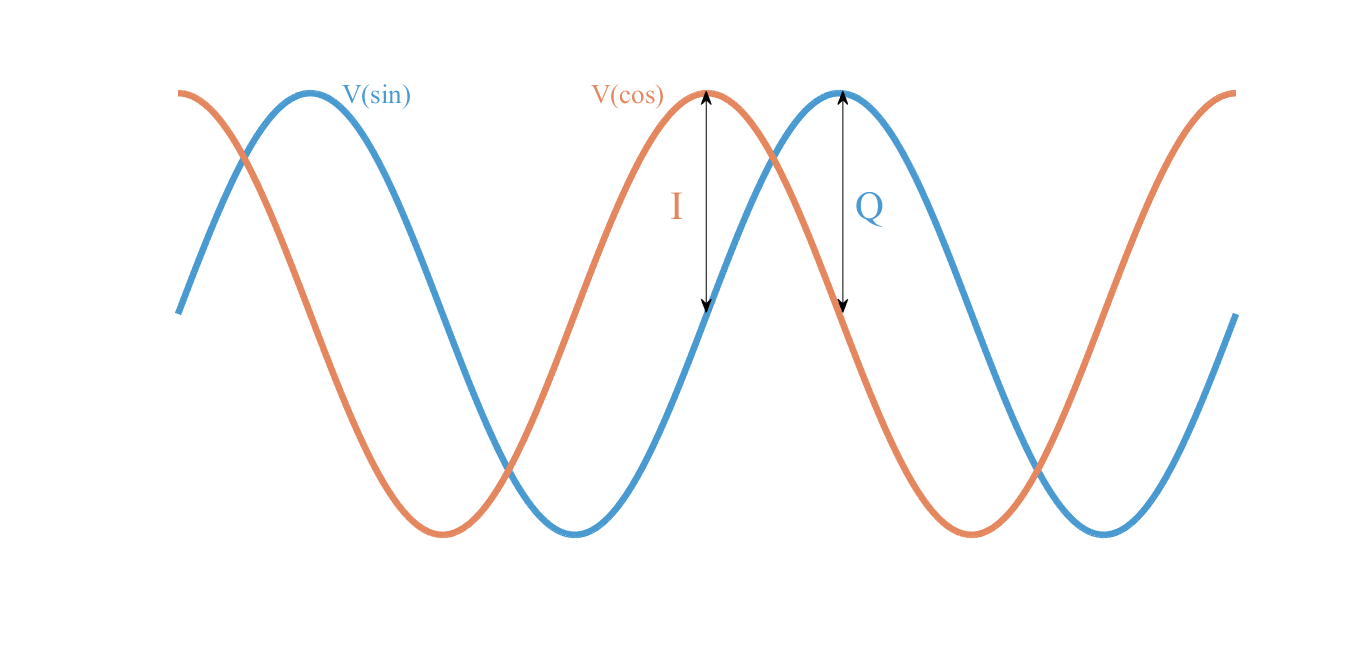 V(sin)
V(cos)
I
Q